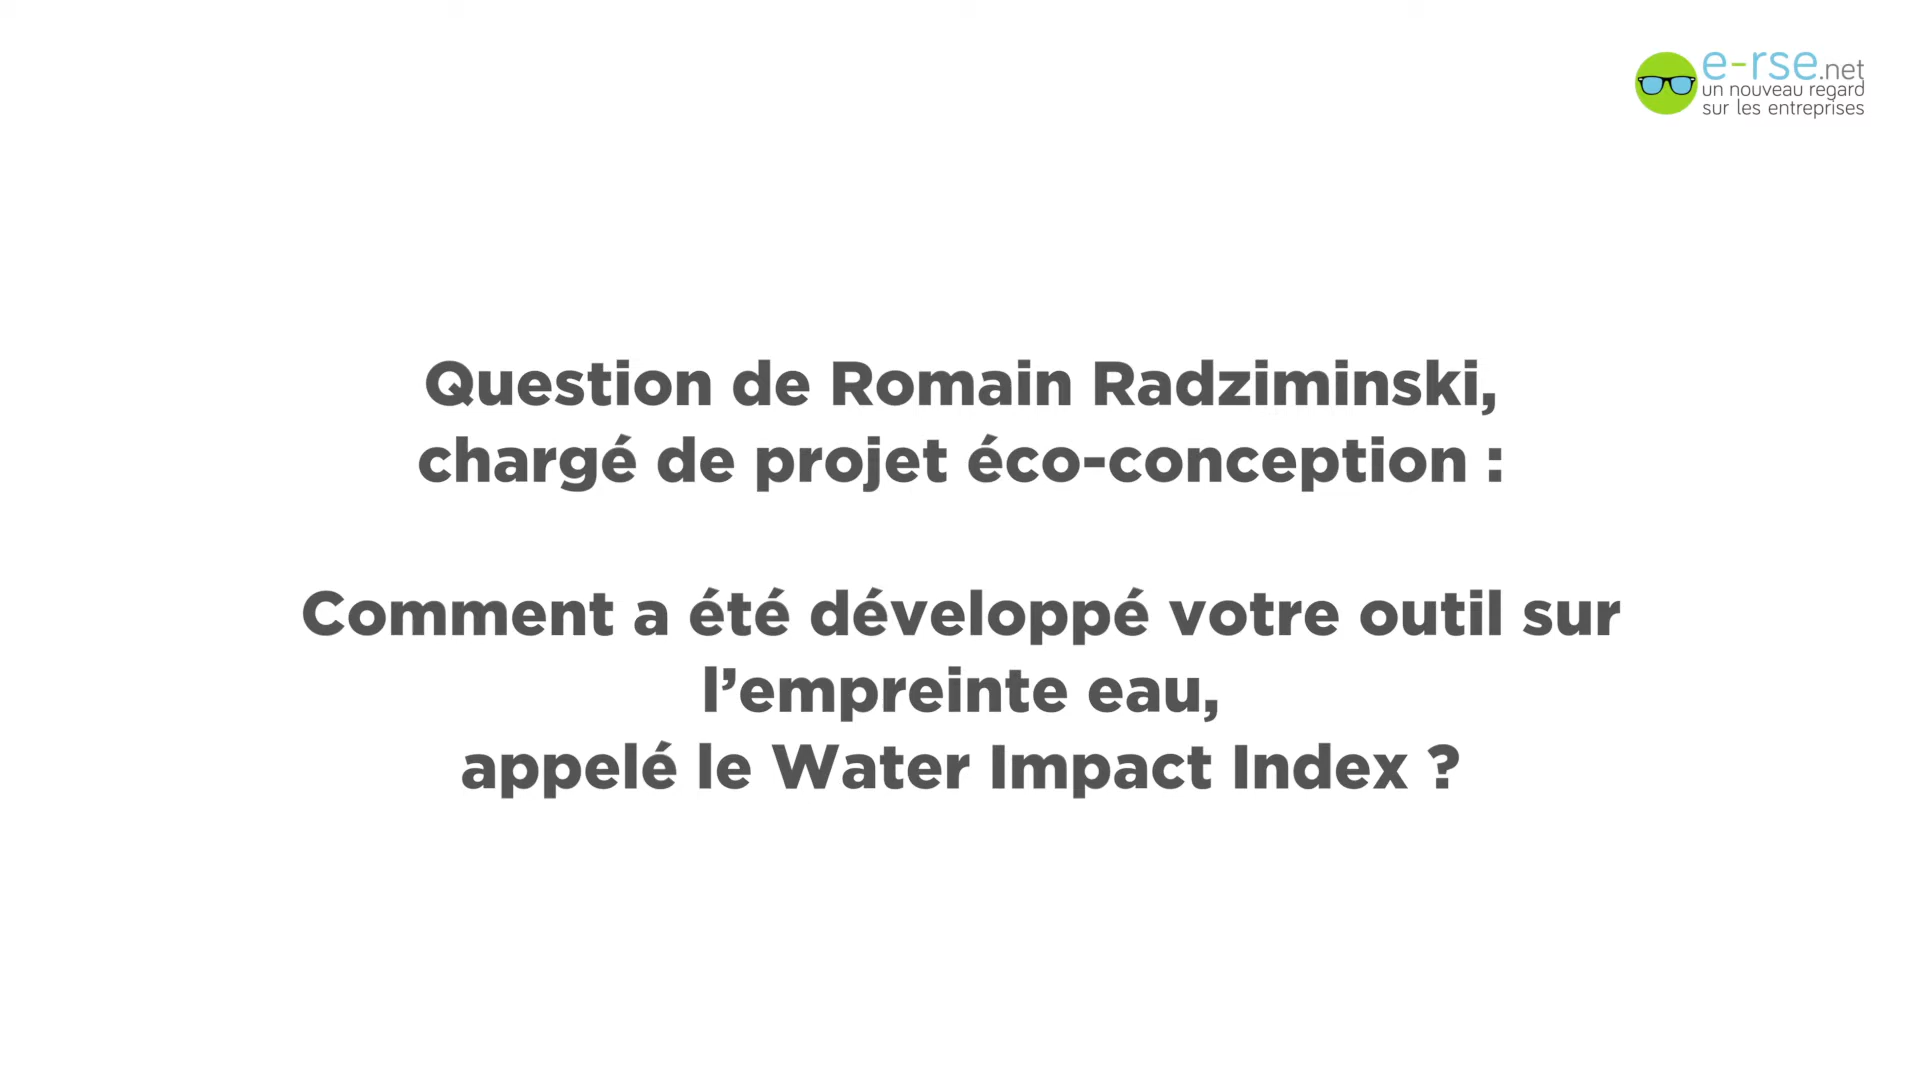 e-rse.net
un nouveau regard
sur les entreprises
Question de Romain Radziminski,
chargé de projet éco-conception :
Comment a été développé votre outil sur
l’empreinte eau,
appelé le Water Impact Index ?